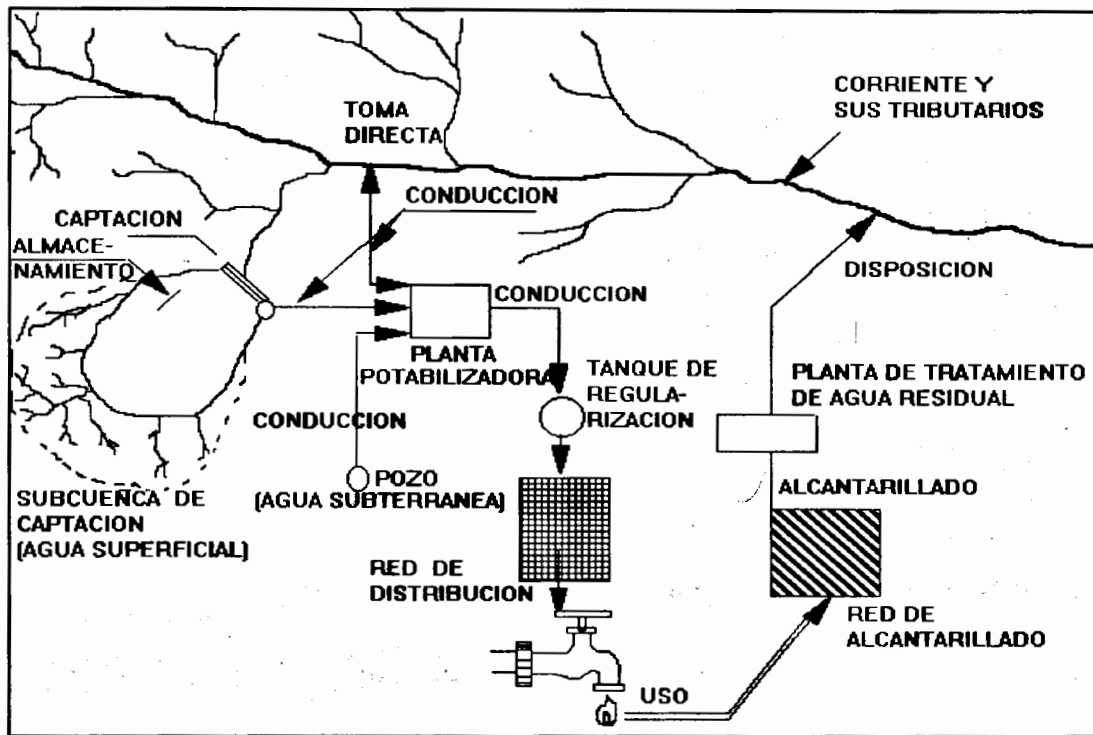 TOMA
DIRECTA
CORRIENTE Y
SUS TRIBUTARIOS
CONDUCCION
CAPTACION
ALMACE-
NAMIENTO
DISPOSICION
CONDUCCION
PLANTA
POTABILIZADORA
TANQUE DE
REGULA-
RIZACION
PLANTA DE TRATAMIENTO
DE AGUA RESIDUAL
CONDUCCION
POZO
(AGUA SUBTERRANEA)
SUBCUENCA DE
CAPTACION
(AGUA SUPERFICIAL)
ALCANTARILLADO
RED DE
DISTRIBUCION
RED DE
ALCANTARILLADO
USO